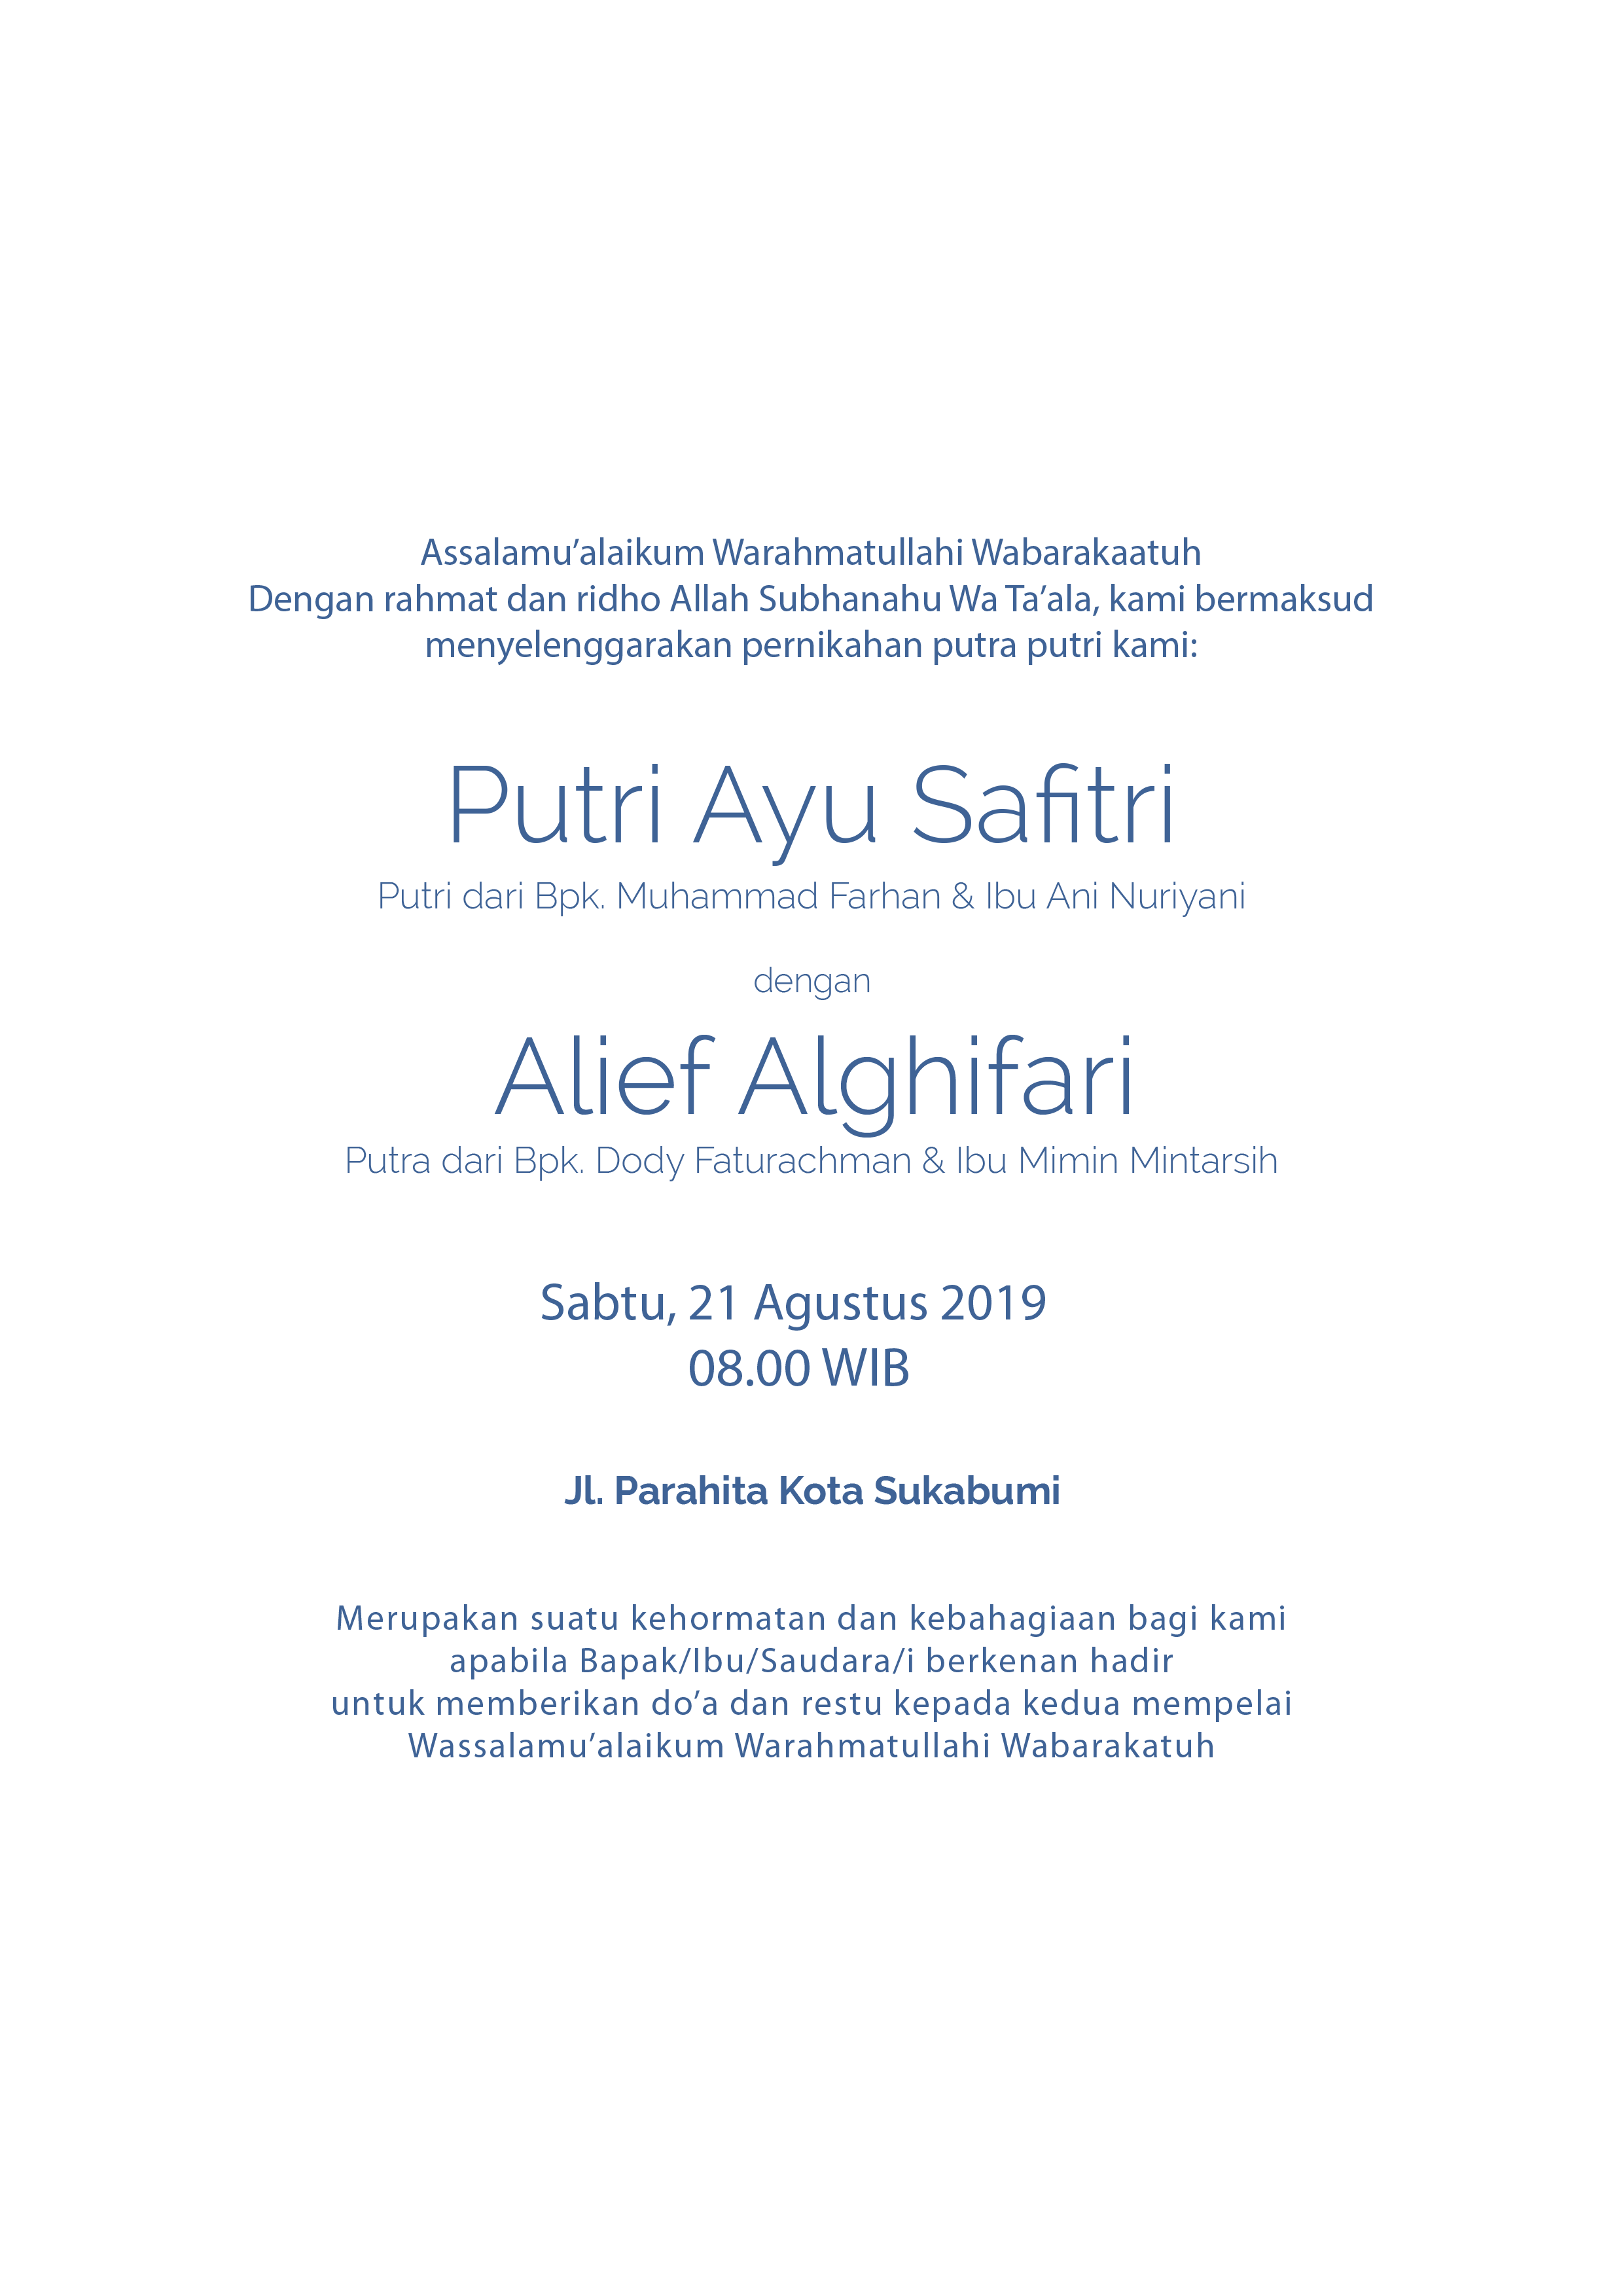 Assalamu’alaikum Warahmatullahi Wabarakaatuh
Dengan rahmat dan ridho Allah Subhanahu Wa Ta’ala, kami bermaksud
menyelenggarakan pernikahan putra putri kami:
Putri Ayu Safitri
Putri dari Bpk. Muhammad Farhan & Ibu Ani Nuriyani
dengan
Alief Alghifari
Putra dari Bpk. Dody Faturachman & Ibu Mimin Mintarsih
Sabtu, 21 Agustus 2019
08.00 WIB
Jl. Parahita Kota Sukabumi
Merupakan suatu kehormatan dan kebahagiaan bagi kami
apabila Bapak/Ibu/Saudara/i berkenan hadir
untuk memberikan do’a dan restu kepada kedua mempelai
Wassalamu’alaikum Warahmatullahi Wabarakatuh